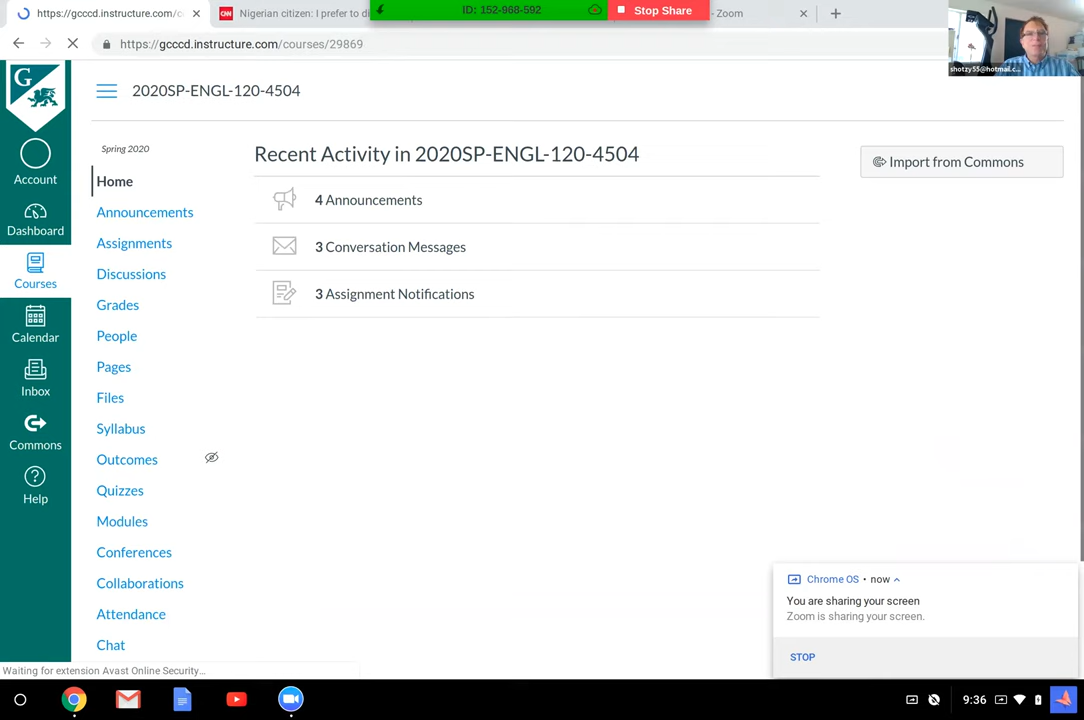 https://gcccd.instructure.com/c
Nigerian citizen: I prefer to di
ID: 152-968-592
Stop Share
- Zoom
https://gcccd.instructure.com/courses/29869
shotzy55@hotmail.c...
G
2020SP-ENGL-120-4504
Spring 2020
Recent Activity in 2020SP-ENGL-120-4504
Import from Commons
4 Announcements
3 Conversation Messages
3 Assignment Notifications
Account
Dashboard
Courses
Calendar
Inbox
Commons
Help
Home
Announcements
Assignments
Discussions
Grades
People
Pages
Files
Syllabus
Outcomes
Quizzes
Modules
Conferences
Collaborations
Attendance
Chat
Chrome OS • now
You are sharing your screen
Zoom is sharing your screen.
STOP
Waiting for extension Avast Online Security...
9:36